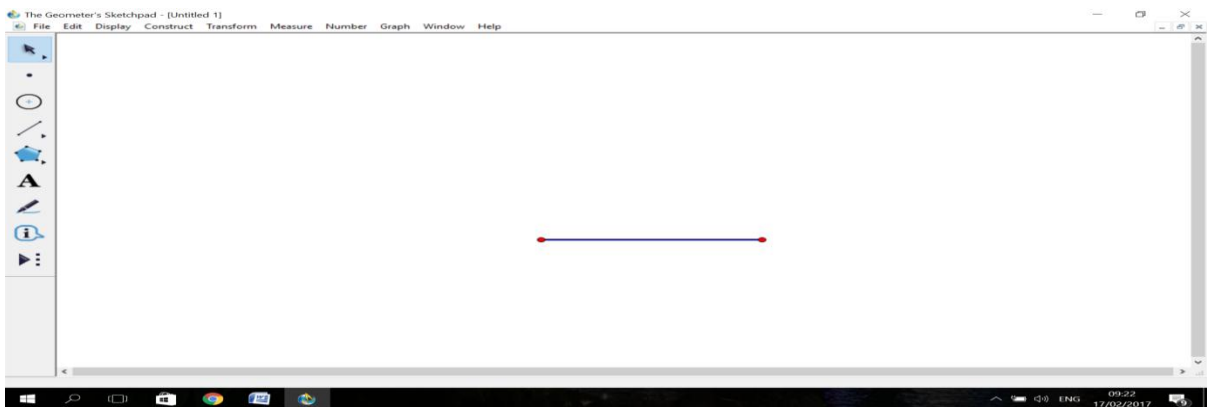 The Geometer's Sketchpad - [Untitled 1]
File Edit Display Construct Transform Measure Number Graph Window Help
A
i
ENG
09:22
17/02/2017